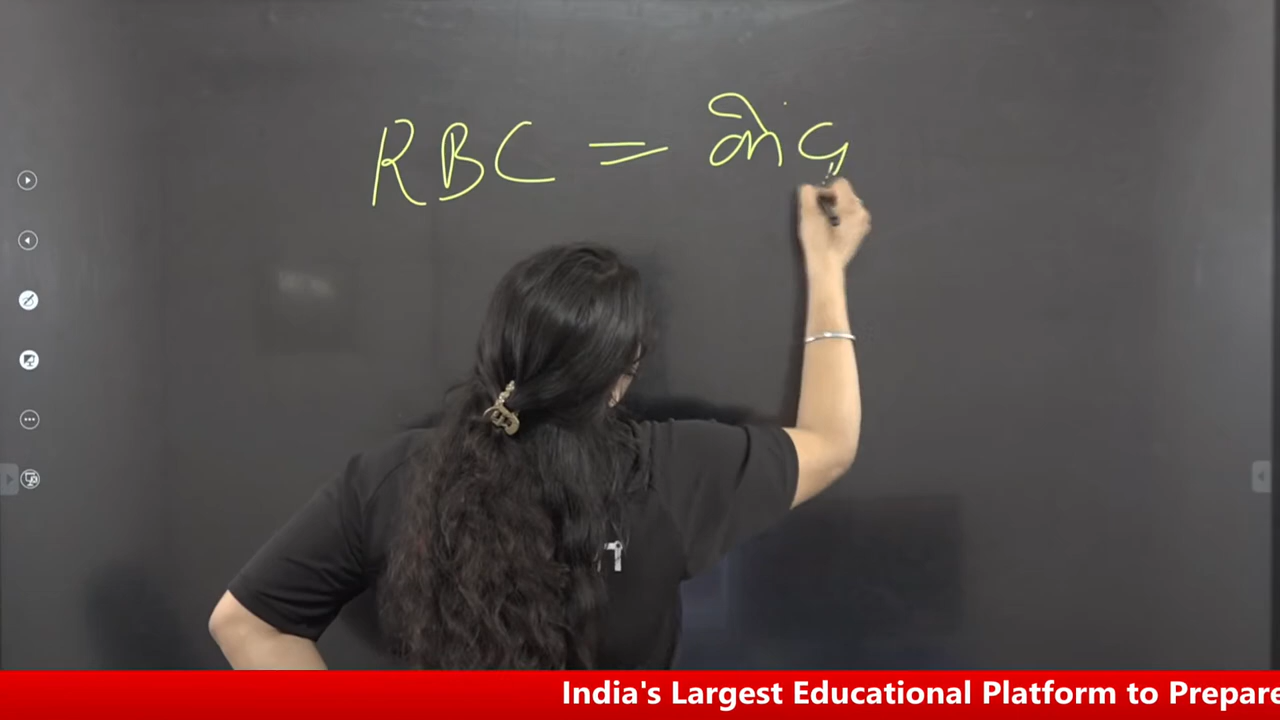 RBC =
India's Largest Educational Platform to Prepare